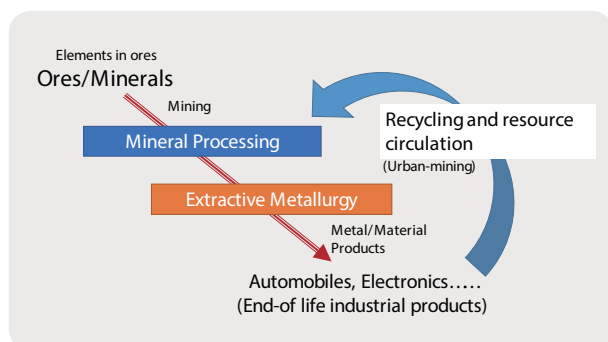 Elements in ores
Ores/Minerals
Mining
Mineral Processing
Recycling and resource
circulation
(Urban-mining)
Extractive Metallurgy
Metal/Material
Products
Automobiles, Electronics.....
(End-of life industrial products)